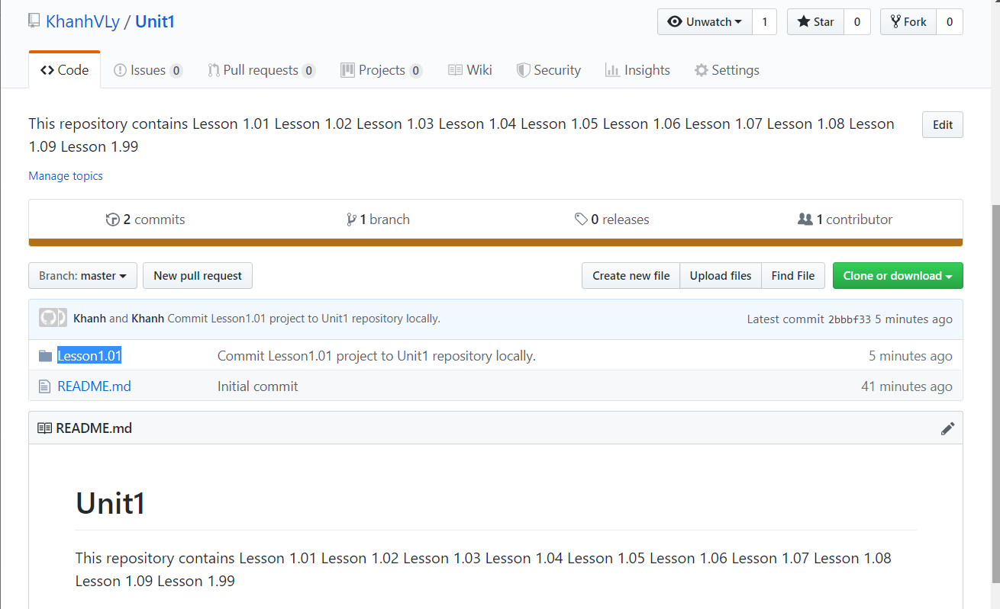 KhanhVLy / Unit1
Unwatch 1 Star 0 Fork 0
Code Issues 0 Pull requests 0 Projects 0 Wiki Security Insights Settings
This repository contains Lesson 1.01 Lesson 1.02 Lesson 1.03 Lesson 1.04 Lesson 1.05 Lesson 1.06 Lesson 1.07 Lesson 1.08 Lesson
1.09 Lesson 1.99
Edit
Manage topics
2 commits 1 branch 0 releases 1 contributor
Branch: master New pull request Create new file Upload files Find File Clone or download
Khanh and Khanh Commit Lesson1.01 project to Unit1 repository locally. Latest commit 2bbbf33 5 minutes ago
Lesson1.01 Commit Lesson1.01 project to Unit1 repository locally. 5 minutes ago
README.md Initial commit 41 minutes ago
README.md
Unit1
This repository contains Lesson 1.01 Lesson 1.02 Lesson 1.03 Lesson 1.04 Lesson 1.05 Lesson 1.06 Lesson 1.07 Lesson 1.08
Lesson 1.09 Lesson 1.99